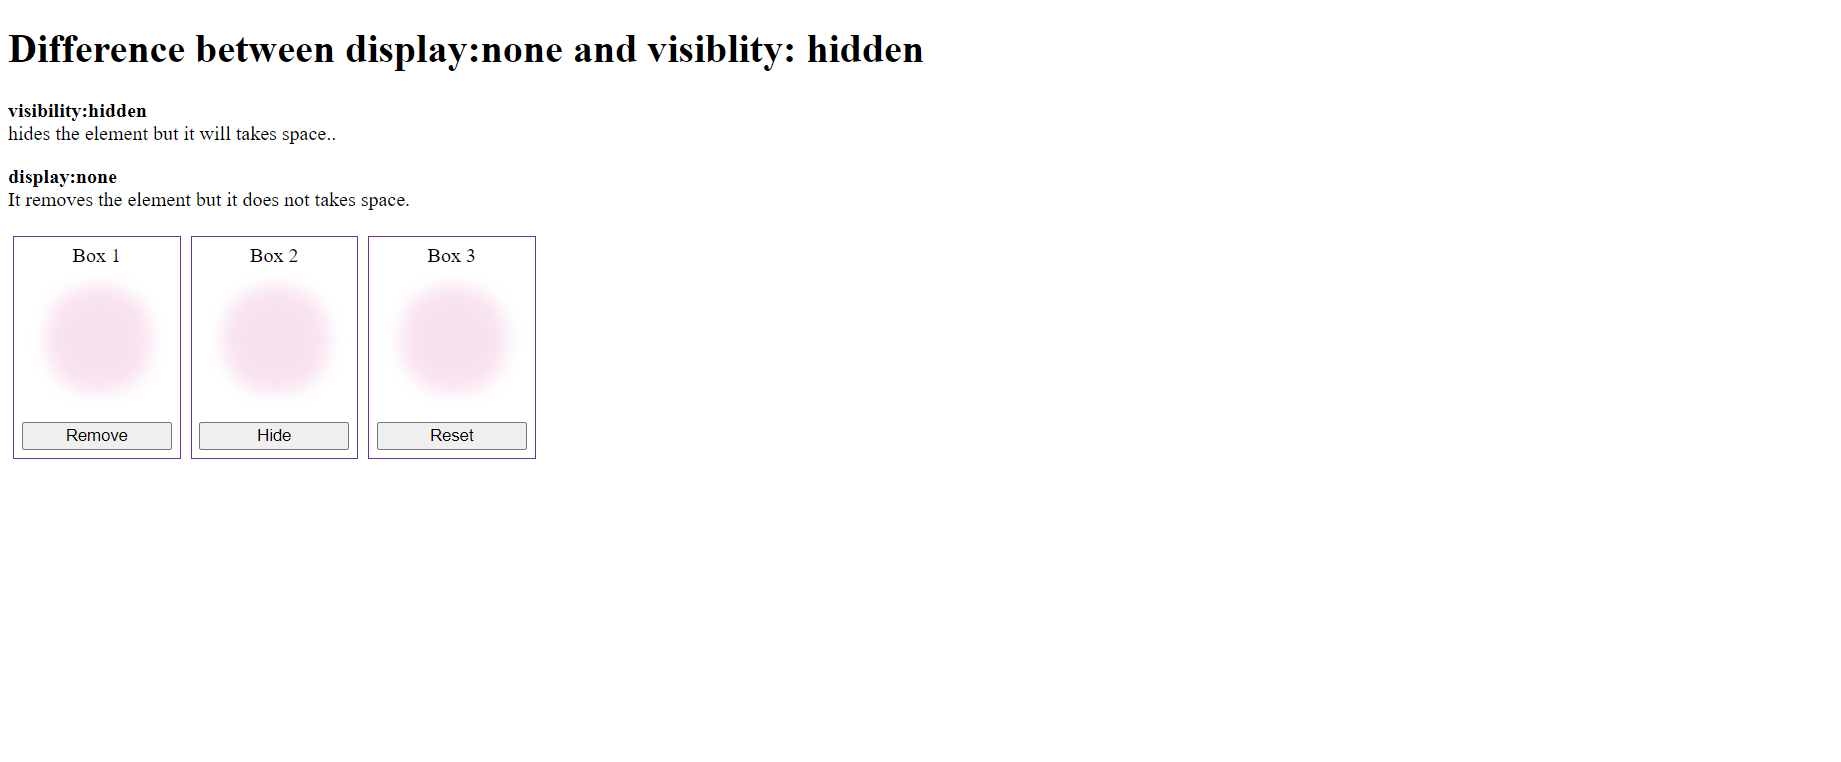 Difference between display:none and visiblity: hidden
visibility:hidden
hides the element but it will takes space..
display:none
It removes the element but it does not takes space.
Box 1
Box 2
Box 3
Remove
Hide
Reset